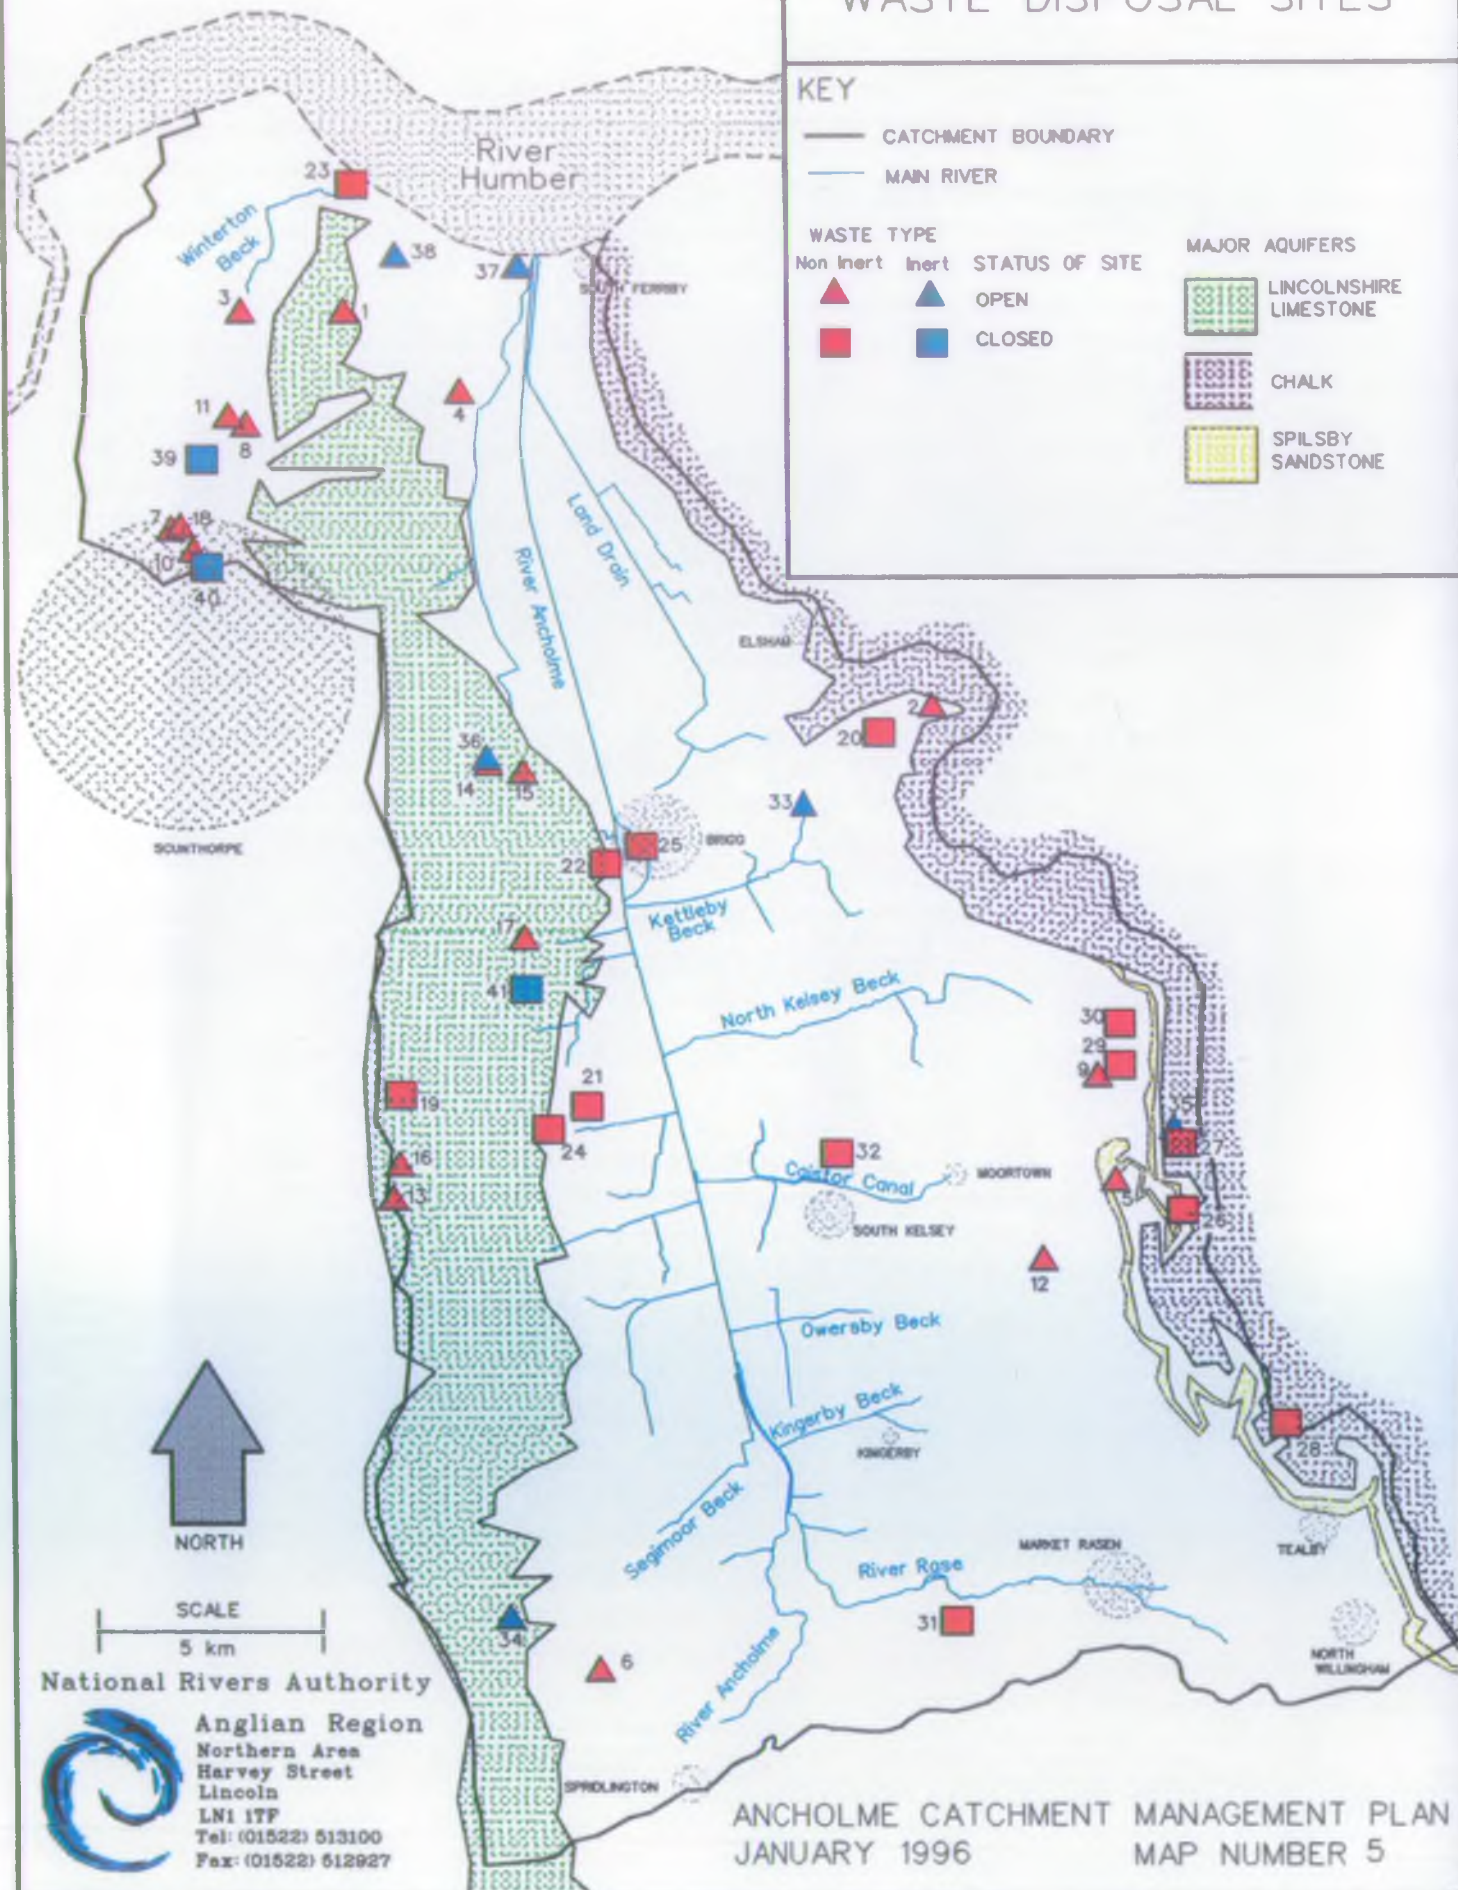 WASTE DISPOSAL SITES
KEY
CATCHMENT BOUNDARY
MAIN RIVER
WASTE TYPE
Non Inert Inert STATUS OF SITE
OPEN
CLOSED
MAJOR AQUIFERS
LINCOLNSHIRE
LIMESTONE
CHALK
SPILSBY
SANDSTONE
River
Humber
23
Winterton
Beck
38
37
SOUTH FERRIBY
3
1
4
11
8
39
7
18
10
40
Land Drain
River Ancholme
ELSHAM
2
20
36
14
15
33
SCUNTHORPE
25
BRIGG
22
Kettleby
Beck
17
41
North Kelsey Beck
30
29
9
21
19
24
35
27
32
16
13
Caistor Canal
MOORTOWN
5
26
SOUTH KELSEY
12
Owersby Beck
Kingerby Beck
KINGERBY
28
NORTH
Seggimoor Beck
MARKET RASEN
TEALBY
River Rase
SCALE
5 km
34
31
6
River Ancholme
NORTH
WILLINGHAM
SPRIDLINGTON
National Rivers Authority
Anglian Region
Northern Area
Harvey Street
Lincoln
LN1 1TF
Tel: (01522) 513100
Fax: (01522) 512927
ANCHOLME CATCHMENT MANAGEMENT PLAN
JANUARY 1996 MAP NUMBER 5